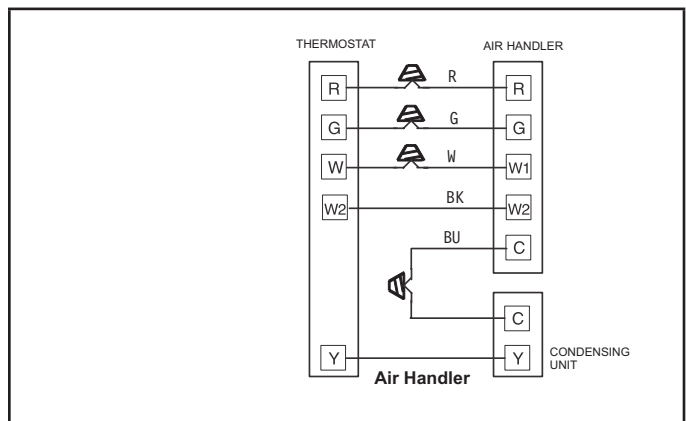 THERMOSTAT
AIR HANDLER
R
R
R
G
G
G
W
W
W1
W2
BK
W2
BU
C
C
Y
Y
CONDENSING
UNIT
Air Handler